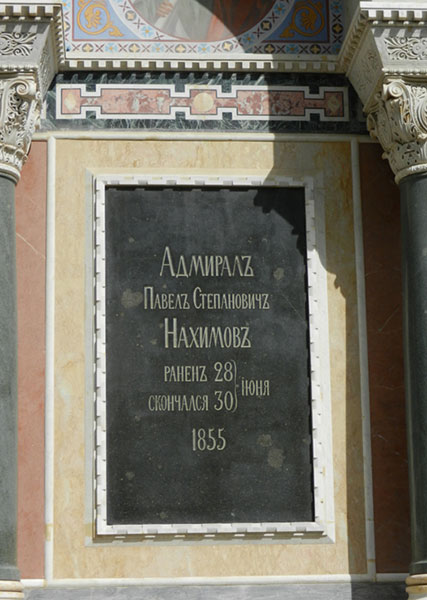 Адмиралъ
Павелъ Степановичъ
Нахимовъ
раненъ 28
скончался 30 } іюня
1855